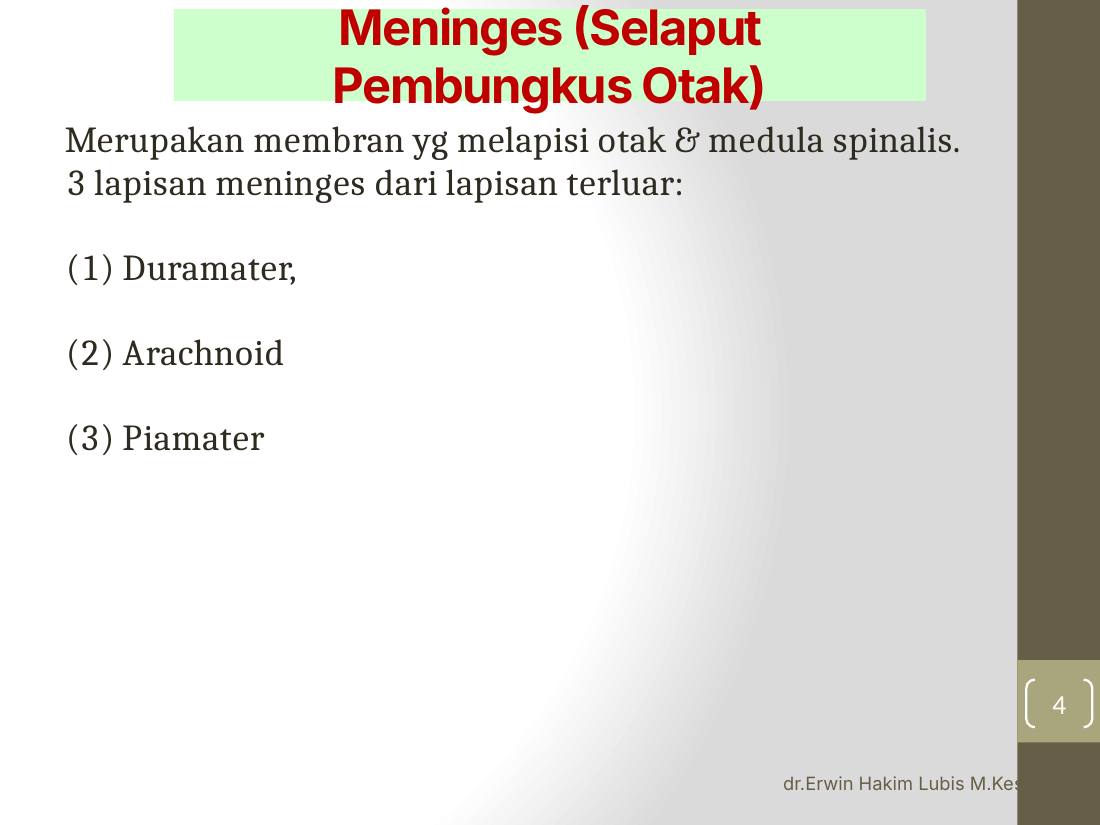 Meninges (Selaput
Pembungkus Otak)
Merupakan membran yg melapisi otak & medula spinalis.
3 lapisan meninges dari lapisan terluar:
(1) Duramater,
(2) Arachnoid
(3) Piamater
4
dr.Erwin Hakim Lubis M.Kes